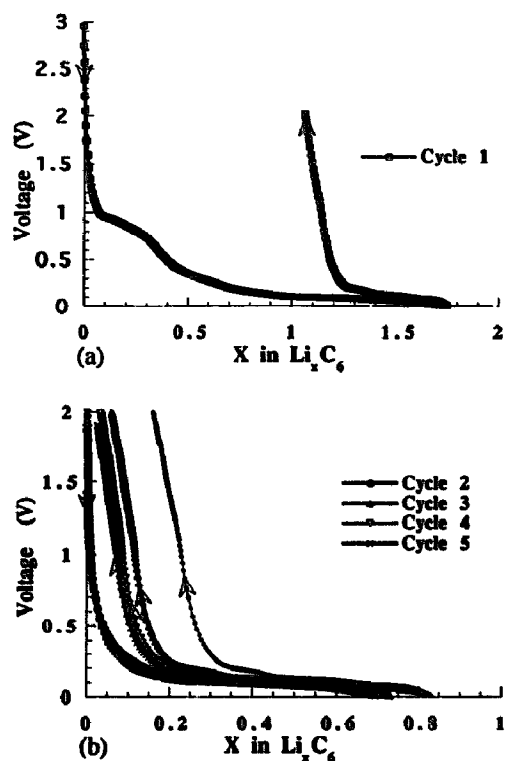 3
2.5
2
1.5
1
0.5
0
Voltage (V)
Cycle 1
0 0.5 1 1.5 2
(a) X in LixC6
2
1.5
1
0.5
0
Voltage (V)
Cycle 2
Cycle 3
Cycle 4
Cycle 5
0 0.2 0.4 0.6 0.8 1
(b) X in LixC6